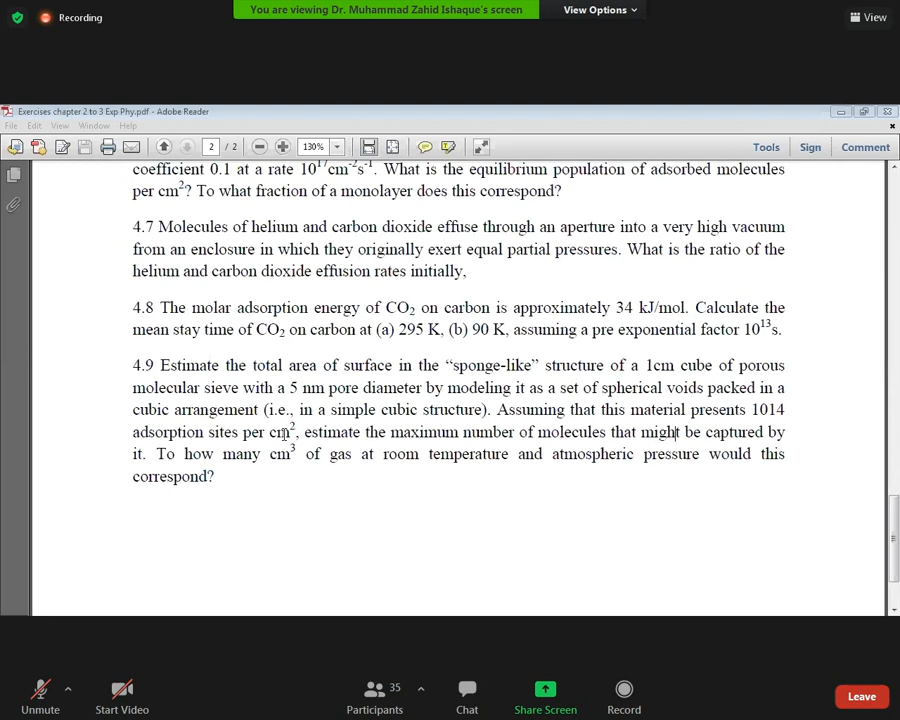 You are viewing Dr. Muhammad Zahid Ishaque's screen
View Options
Recording
View
Exercises chapter 2 to 3 Exp Phy.pdf - Adobe Reader
File Edit View Window Help
2 / 2
130%
Tools Sign Comment
coefficient 0.1 at a rate 10¹⁷cm⁻²s⁻¹. What is the equilibrium population of adsorbed molecules
per cm²? To what fraction of a monolayer does this correspond?
4.7 Molecules of helium and carbon dioxide effuse through an aperture into a very high vacuum
from an enclosure in which they originally exert equal partial pressures. What is the ratio of the
helium and carbon dioxide effusion rates initially,
4.8 The molar adsorption energy of CO₂ on carbon is approximately 34 kJ/mol. Calculate the
mean stay time of CO₂ on carbon at (a) 295 K, (b) 90 K, assuming a pre exponential factor 10¹³s.
4.9 Estimate the total area of surface in the “sponge-like” structure of a 1cm cube of porous
molecular sieve with a 5 nm pore diameter by modeling it as a set of spherical voids packed in a
cubic arrangement (i.e., in a simple cubic structure). Assuming that this material presents 1014
adsorption sites per cm², estimate the maximum number of molecules that might be captured by
it. To how many cm³ of gas at room temperature and atmospheric pressure would this
correspond?
Unmute
Start Video
35
Participants
Chat
Share Screen
Record
Leave